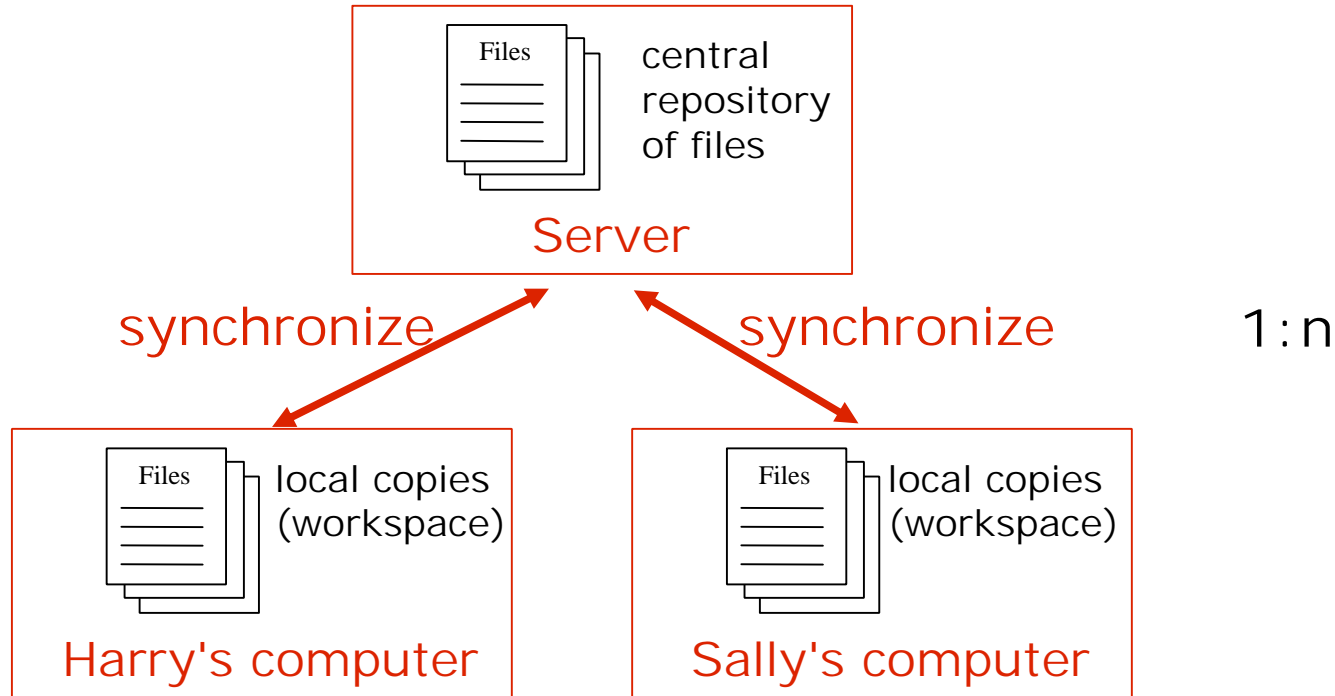 Files
central
repository
of files
Server
synchronize
synchronize
1:n
Files
local copies
(workspace)
Harry's computer
Files
local copies
(workspace)
Sally's computer